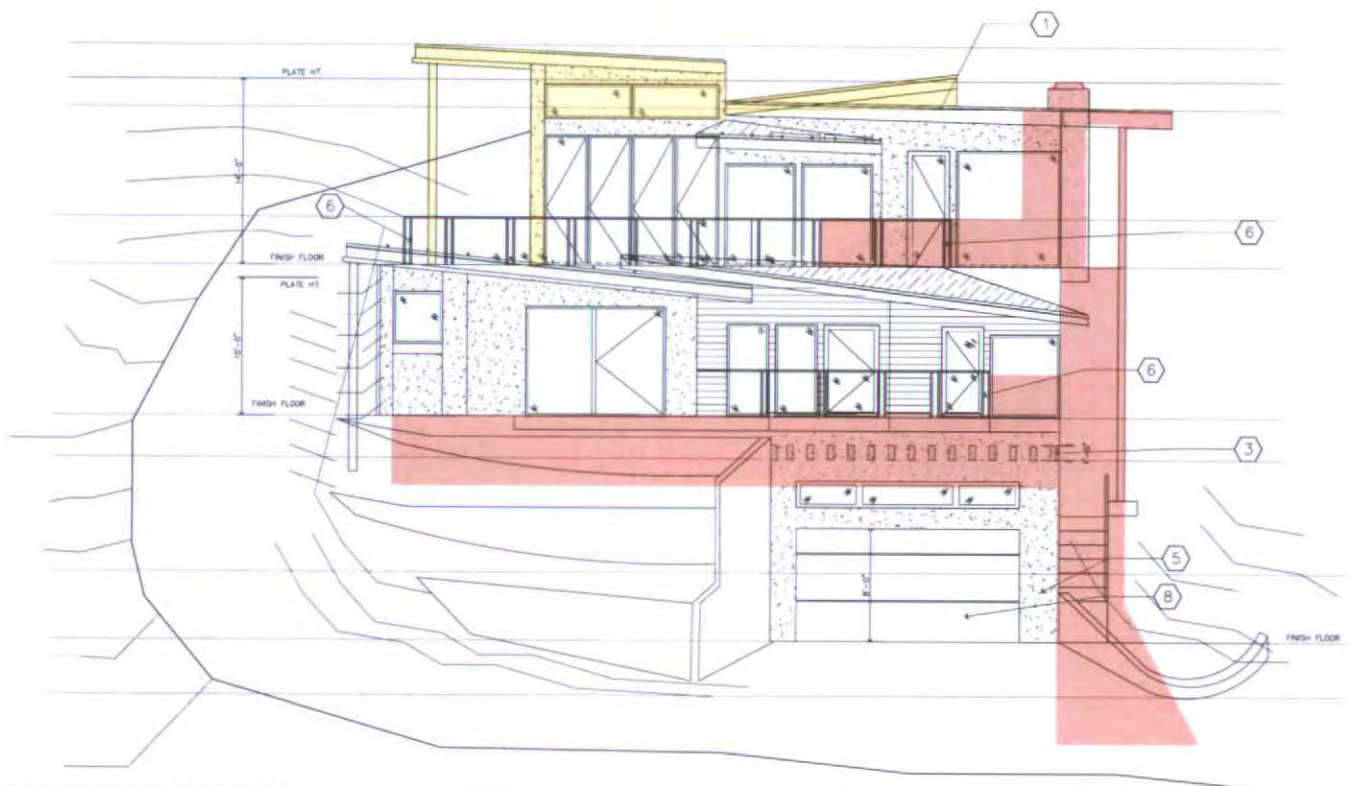 1
PLATE HT.
14'-0"
6
6
FINISH FLOOR
PLATE HT.
10'-0"
6
FINISH FLOOR
3
5
8'-0"
8
FINISH FLOOR